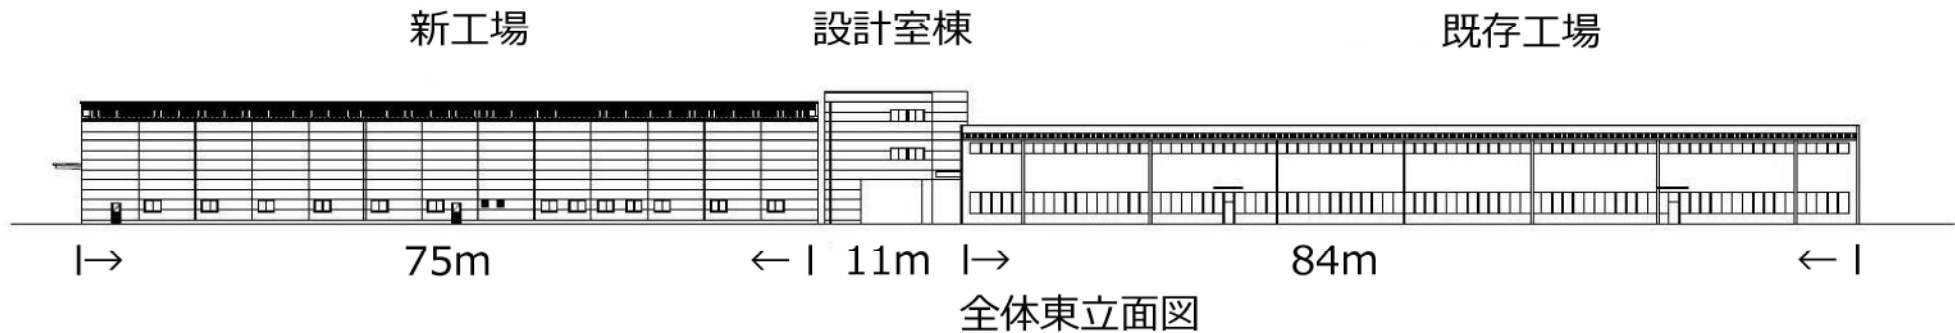 新工場 設計室棟 既存工場
|→ 75m ←| 11m |→ 84m ←|
全体東立面図